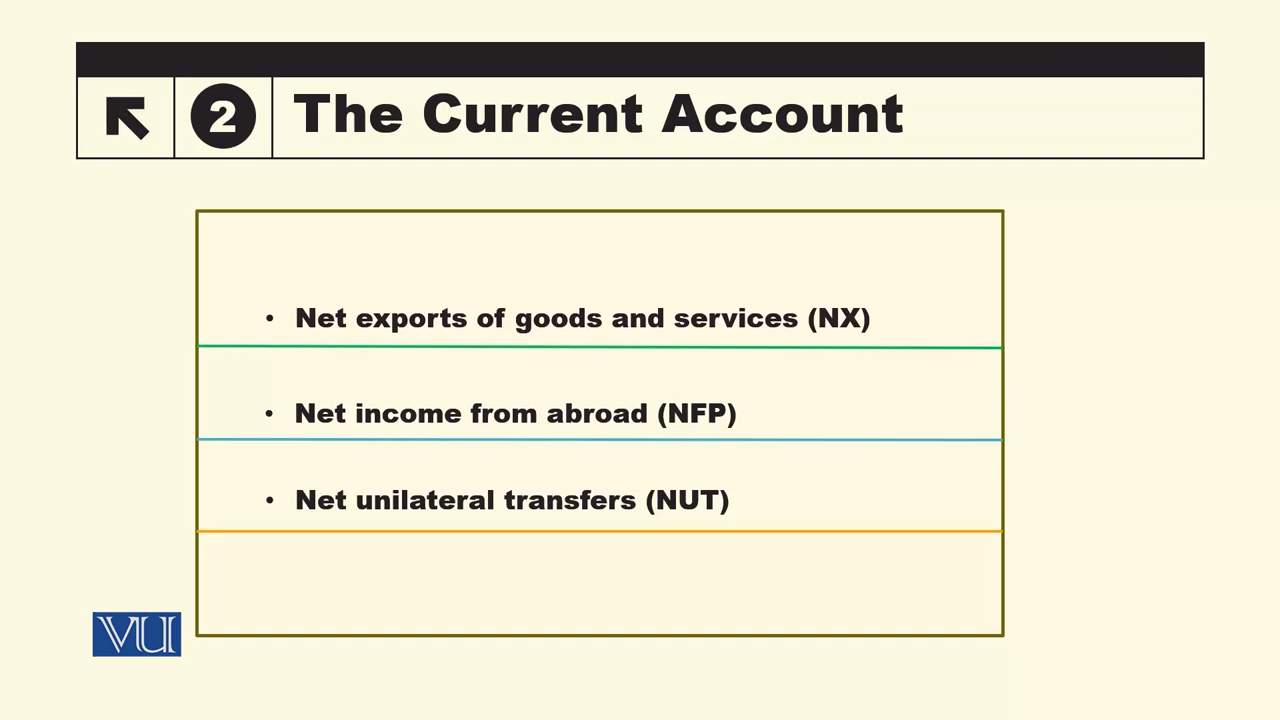 2 The Current Account
• Net exports of goods and services (NX)
• Net income from abroad (NFP)
• Net unilateral transfers (NUT)
VU